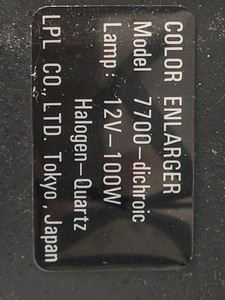 COLOR ENLARGER
Model 7700-dichroic
Lamp: 12V-100W
Halogen-Quartz
LPL CO., LTD. Tokyo, Japan